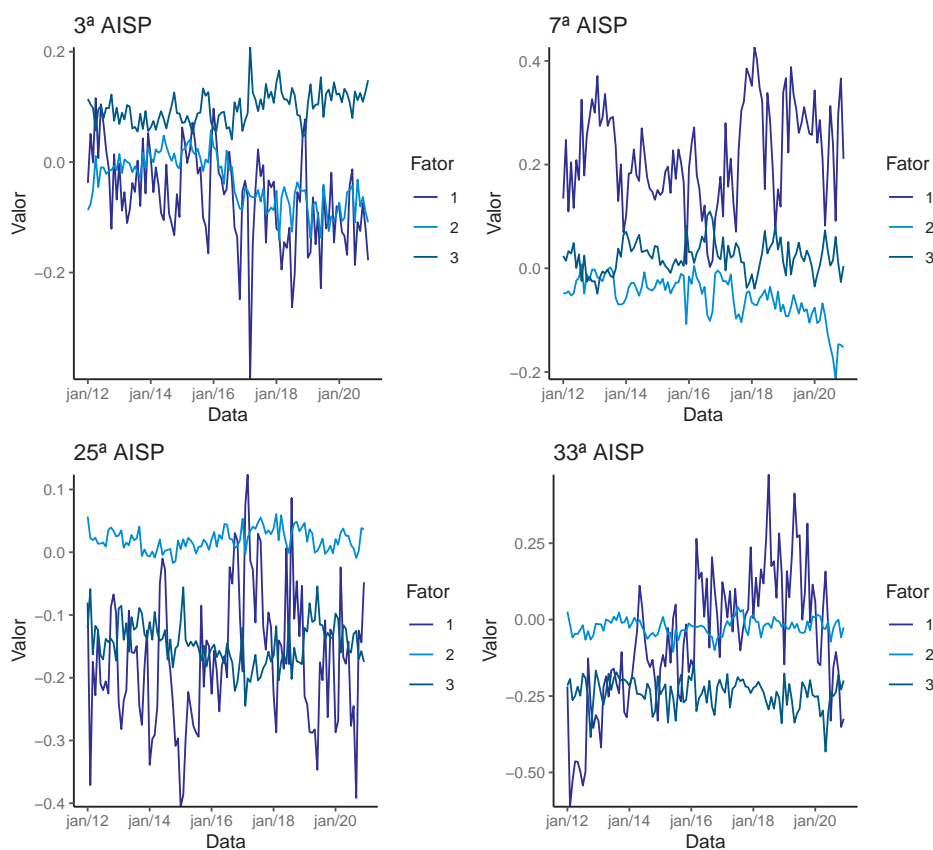 3ª AISP
0.2
0.0
−0.2
Valor
jan/12 jan/14 jan/16 jan/18 jan/20
Data
Fator
1
2
3
7ª AISP
0.4
0.2
0.0
−0.2
Valor
jan/12 jan/14 jan/16 jan/18 jan/20
Data
Fator
1
2
3
25ª AISP
0.1
0.0
−0.1
−0.2
−0.3
−0.4
Valor
jan/12 jan/14 jan/16 jan/18 jan/20
Data
Fator
1
2
3
33ª AISP
0.25
0.00
−0.25
−0.50
Valor
jan/12 jan/14 jan/16 jan/18 jan/20
Data
Fator
1
2
3